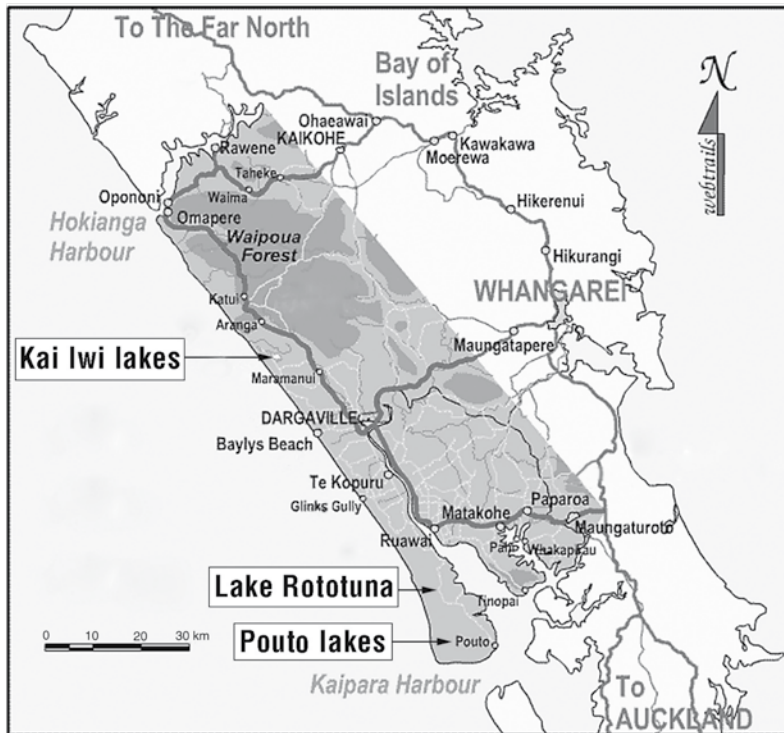 To The Far North
Bay of
Islands
N
webtrails
Ohaeawai
KAIKOHE
Kawakawa
Moerewa
Rawene
Taheke
Waima
Opononi
Omapere
Hokianga
Harbour
Waipoua
Forest
Hikerenui
Hikurangi
WHANGAREI
Katui
Aranga
Maungatapere
Kai Iwi lakes
Maramanui
DARGAVILLE
Baylys Beach
Te Kopuru
Glinks Gully
Matakohe
Paparoa
Ruawai
Maungaturoto
Pahi
Whakapirau
Tinopai
Lake Rototuna
Pouto lakes
Pouto
0 10 20 30 km
Kaipara Harbour
To
AUCKLAND